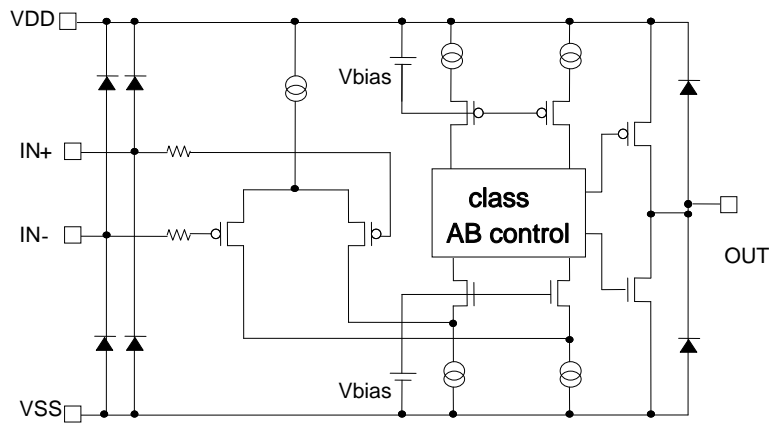 VDD
Vbias
IN+
class
AB control
IN-
OUT
Vbias
VSS